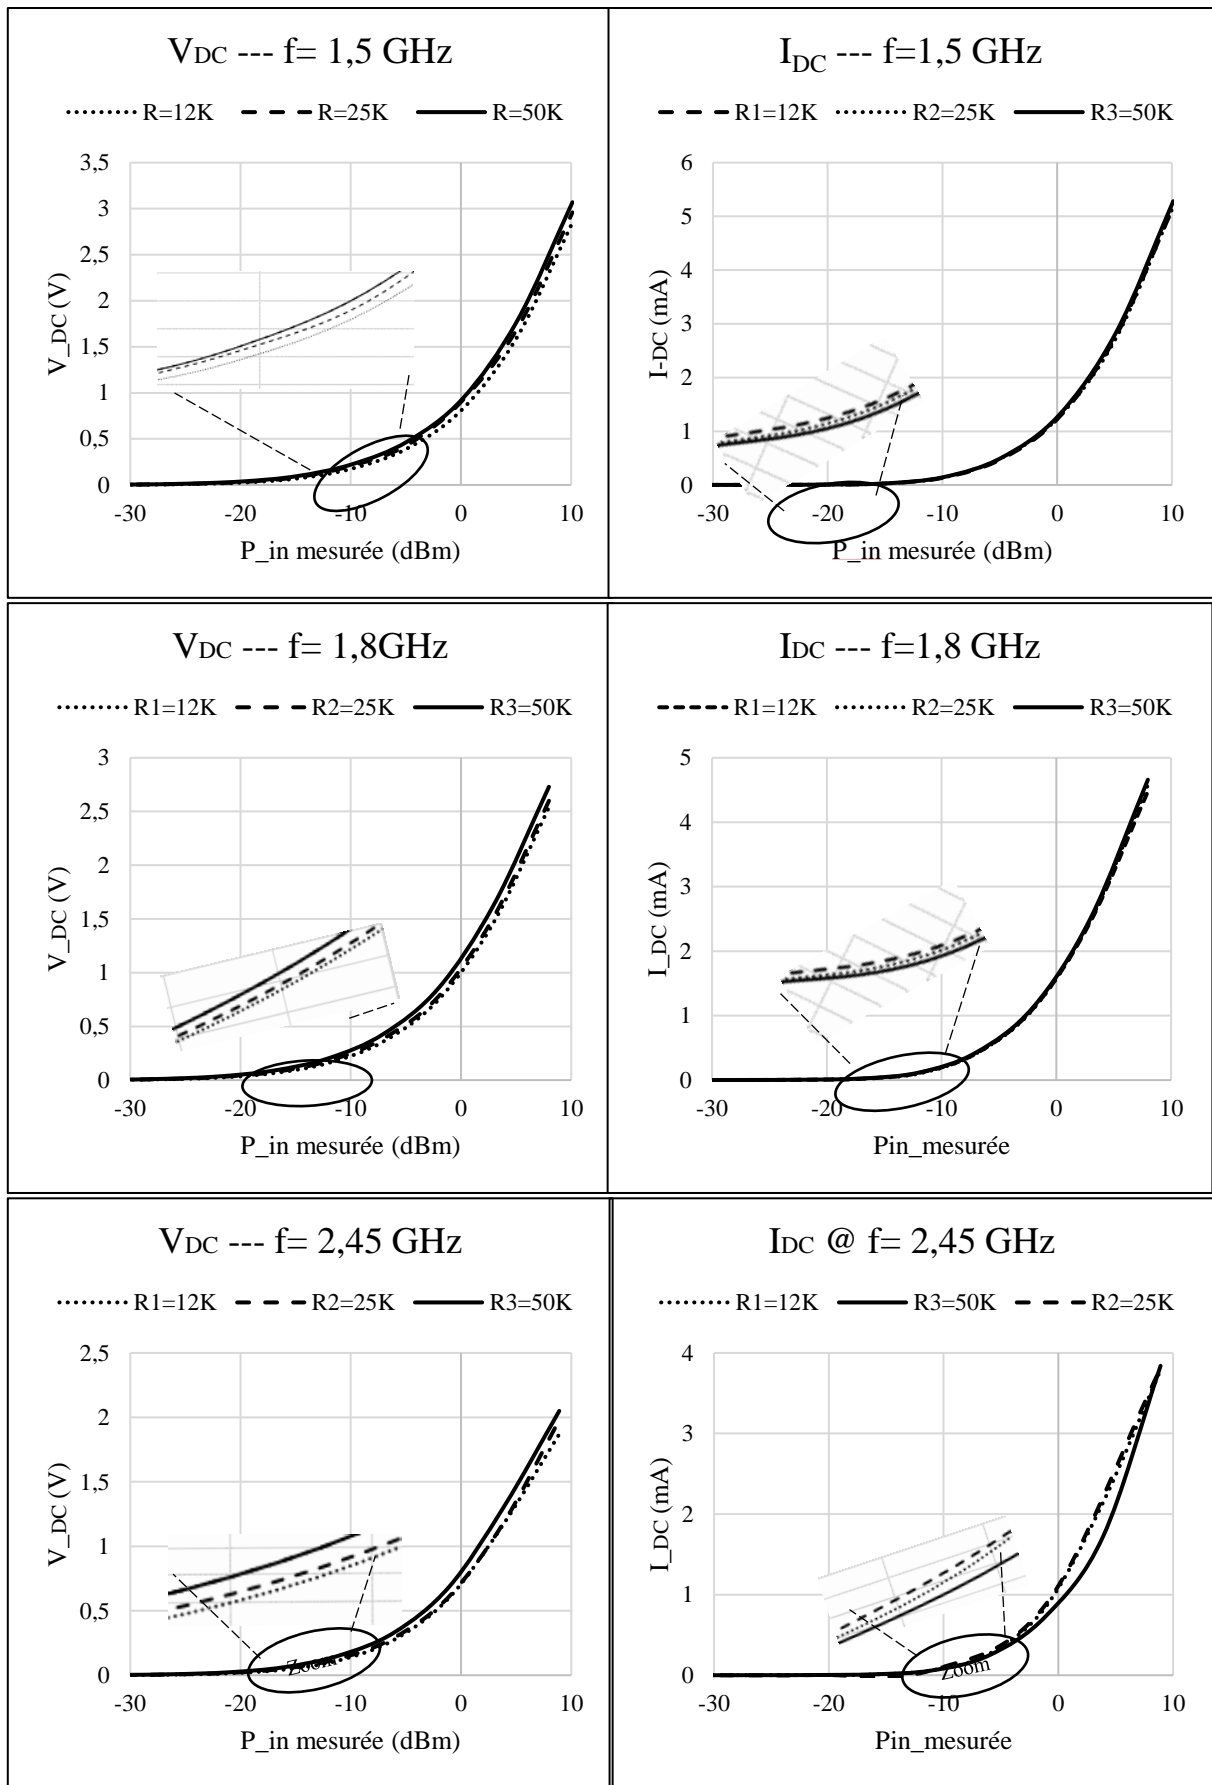 VDC --- f= 1,5 GHz
R=12K R=25K R=50K
3,5
3
2,5
2
1,5
1
0,5
0
-30 -20 -10 0 10
V_DC (V)
P_in mesurée (dBm)
IDC --- f=1,5 GHz
R1=12K R2=25K R3=50K
6
5
4
3
2
1
0
-30 -20 -10 0 10
I-DC (mA)
P_in mesurée (dBm)
VDC --- f= 1,8GHz
R1=12K R2=25K R3=50K
3
2,5
2
1,5
1
0,5
0
-30 -20 -10 0 10
V_DC (V)
P_in mesurée (dBm)
IDC --- f=1,8 GHz
R1=12K R2=25K R3=50K
5
4
3
2
1
0
-30 -20 -10 0 10
I_DC (mA)
Pin_mesurée
VDC --- f= 2,45 GHz
R1=12K R2=25K R3=50K
2,5
2
1,5
1
0,5
0
Zoom
-30 -20 -10 0 10
V_DC (V)
P_in mesurée (dBm)
IDC @ f= 2,45 GHz
R1=12K R3=50K R2=25K
4
3
2
1
0
Zoom
-30 -20 -10 0 10
I_DC (mA)
Pin_mesurée